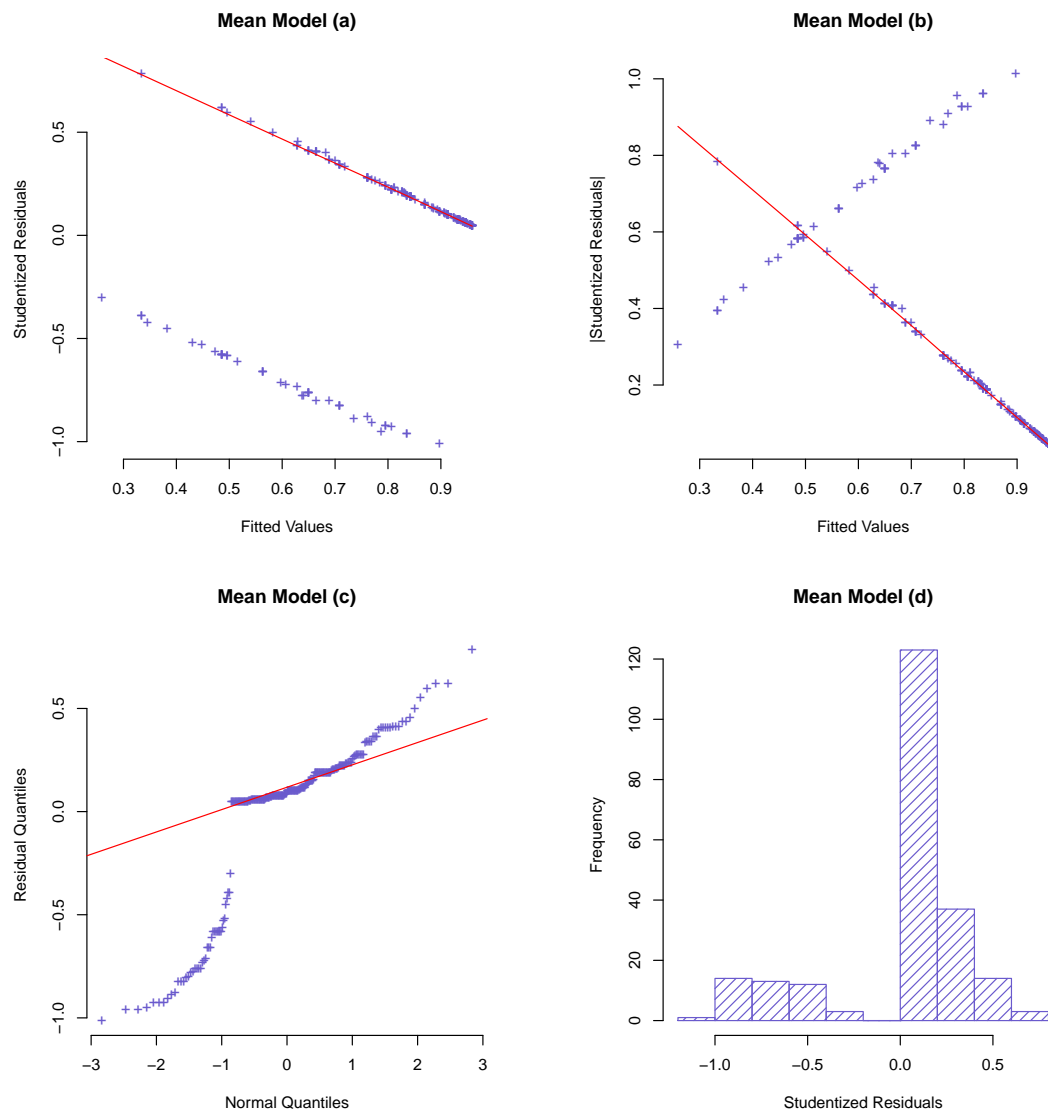 Mean Model (a)
Studentized Residuals
0.5
0.0
−0.5
−1.0
0.3 0.4 0.5 0.6 0.7 0.8 0.9
Fitted Values
Mean Model (b)
|Studentized Residuals|
1.0
0.8
0.6
0.4
0.2
0.3 0.4 0.5 0.6 0.7 0.8 0.9
Fitted Values
Mean Model (c)
Residual Quantiles
0.5
0.0
−0.5
−1.0
−3 −2 −1 0 1 2 3
Normal Quantiles
Mean Model (d)
Frequency
120
100
80
60
40
20
0
−1.0 −0.5 0.0 0.5
Studentized Residuals